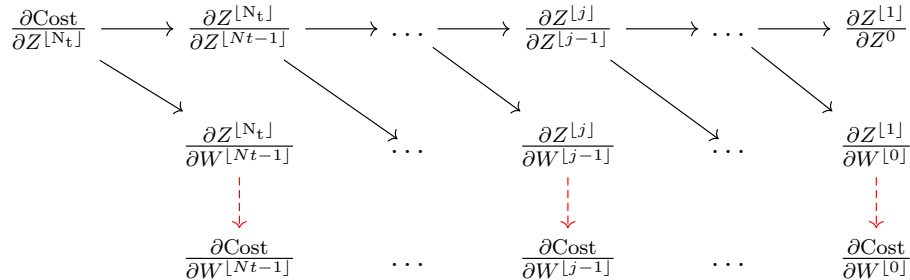 ∂Cost/∂Z^⌊N_t⌋ ∂Z^⌊N_t⌋/∂Z^⌊Nt−1⌋ ... ∂Z^⌊j⌋/∂Z^⌊j−1⌋ ... ∂Z^⌊1⌋/∂Z^0
∂Z^⌊N_t⌋/∂W^⌊Nt−1⌋ ... ∂Z^⌊j⌋/∂W^⌊j−1⌋ ... ∂Z^⌊1⌋/∂W^⌊0⌋
∂Cost/∂W^⌊Nt−1⌋ ... ∂Cost/∂W^⌊j−1⌋ ... ∂Cost/∂W^⌊0⌋